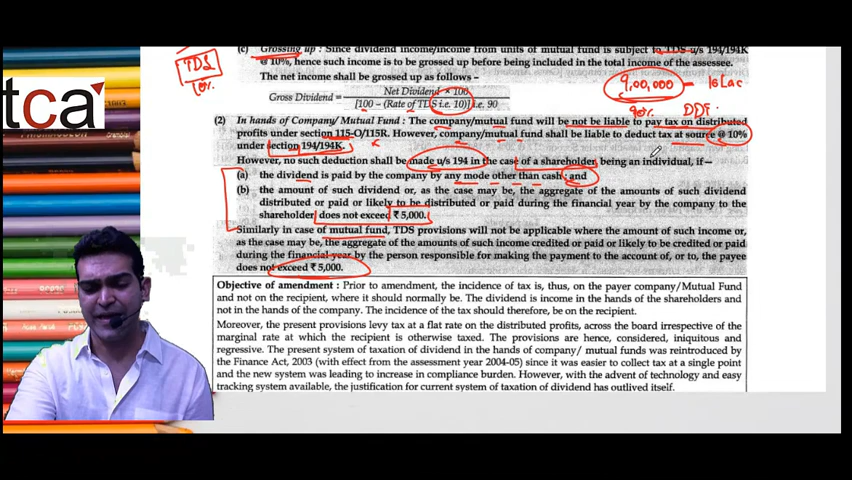 (c) Grossing up : Since dividend income/income from units of mutual fund is subject to TDS u/s 194/194K
@ 10%, hence such income is to be grossed up before being included in the total income of the assessee.
The net income shall be grossed up as follows –
Gross Dividend = Net Dividend × 100
[100 – (Rate of TDS i.e. 10)] i.e. 90
TDS
10%
9,00,000 – 10 Lac
90%
DDT
tca
(2) In hands of Company/ Mutual Fund : The company/mutual fund will be not be liable to pay tax on distributed
profits under section 115-O/115R. However, company/mutual fund shall be liable to deduct tax at source @ 10%
under section 194/194K.
However, no such deduction shall be made u/s 194 in the case of a shareholder, being an individual, if—
(a) the dividend is paid by the company by any mode other than cash ; and
(b) the amount of such dividend or, as the case may be, the aggregate of the amounts of such dividend
distributed or paid or likely to be distributed or paid during the financial year by the company to the
shareholder, does not exceed ₹ 5,000.
Similarly in case of mutual fund, TDS provisions will not be applicable where the amount of such income or,
as the case may be, the aggregate of the amounts of such income credited or paid or likely to be credited or paid
during the financial year by the person responsible for making the payment to the account of, or to, the payee
does not exceed ₹ 5,000.
Objective of amendment : Prior to amendment, the incidence of tax is, thus, on the payer company/Mutual Fund
and not on the recipient, where it should normally be. The dividend is income in the hands of the shareholders and
not in the hands of the company. The incidence of the tax should therefore, be on the recipient.
Moreover, the present provisions levy tax at a flat rate on the distributed profits, across the board irrespective of the
marginal rate at which the recipient is otherwise taxed. The provisions are hence, considered, iniquitous and
regressive. The present system of taxation of dividend in the hands of company/ mutual funds was reintroduced by
the Finance Act, 2003 (with effect from the assessment year 2004-05) since it was easier to collect tax at a single point
and the new system was leading to increase in compliance burden. However, with the advent of technology and easy
tracking system available, the justification for current system of taxation of dividend has outlived itself.